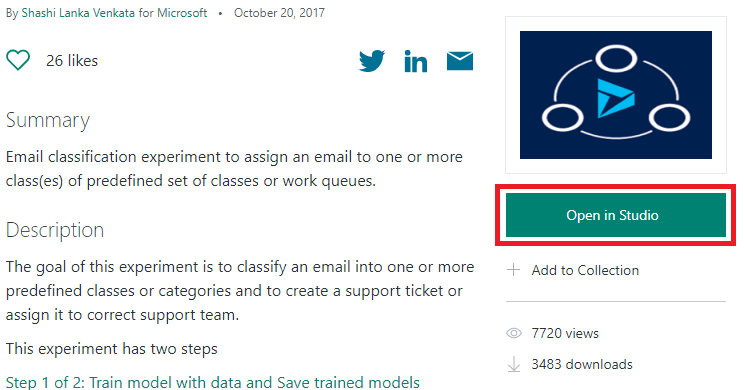 By Shashi Lanka Venkata for Microsoft • October 20, 2017
26 likes
Summary
Email classification experiment to assign an email to one or more
class(es) of predefined set of classes or work queues.
Description
The goal of this experiment is to classify an email into one or more
predefined classes or categories and to create a support ticket or
assign it to correct support team.
This experiment has two steps
Step 1 of 2: Train model with data and Save trained models
Open in Studio
Add to Collection
7720 views
3483 downloads